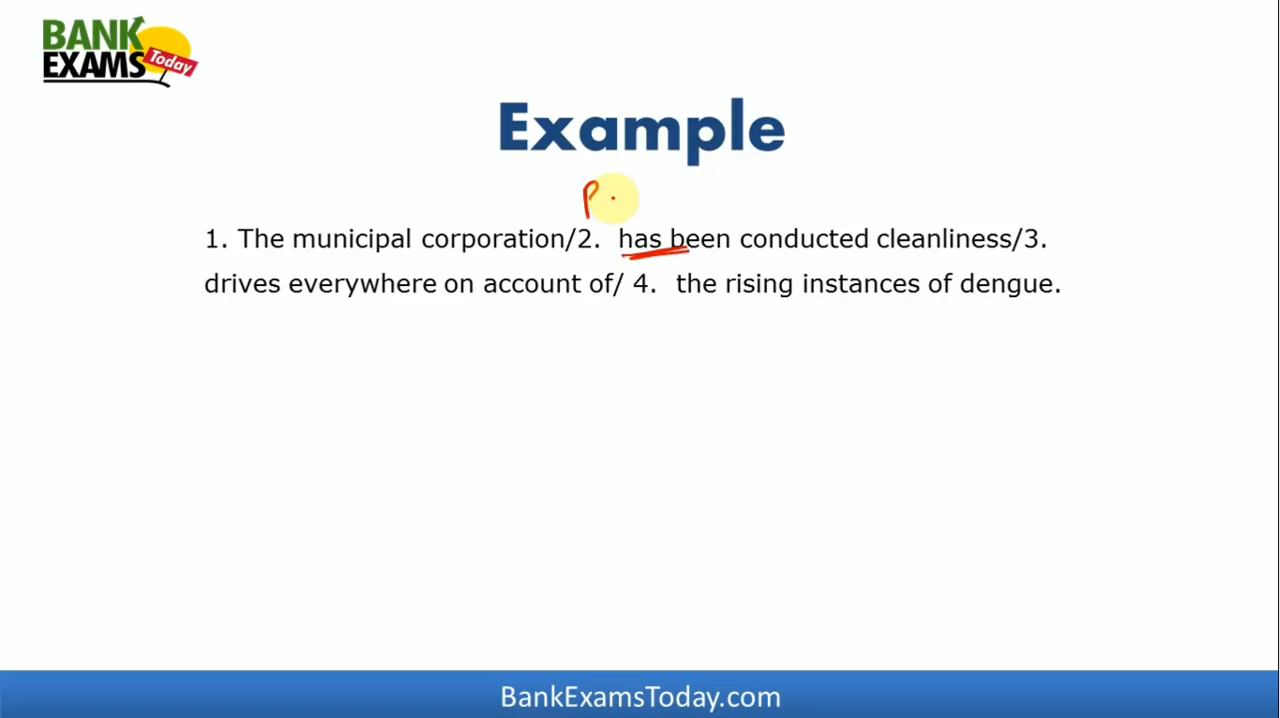 BANK
EXAMS Today
Example
P
1. The municipal corporation/2. has been conducted cleanliness/3.
drives everywhere on account of/ 4. the rising instances of dengue.
BankExamsToday.com